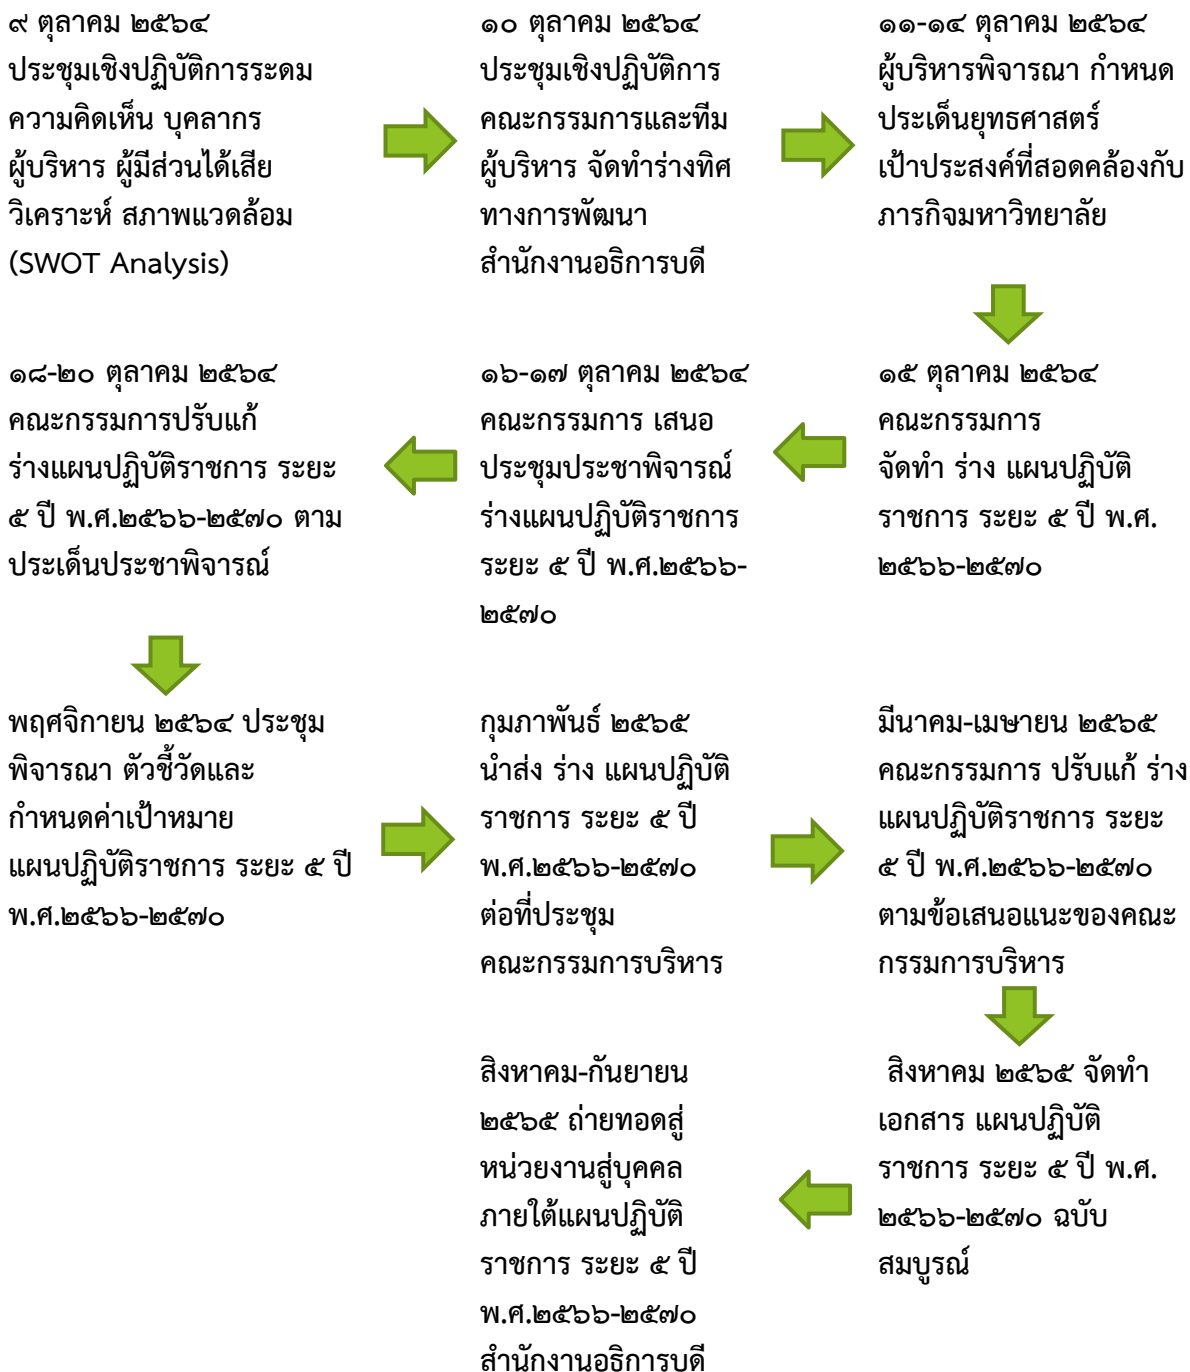 ๙ ตุลาคม ๒๕๖๔
ประชุมเชิงปฏิบัติการระดม
ความคิดเห็น บุคลากร
ผู้บริหาร ผู้มีส่วนได้เสีย
วิเคราะห์ สภาพแวดล้อม
(SWOT Analysis)
๑๐ ตุลาคม ๒๕๖๔
ประชุมเชิงปฏิบัติการ
คณะกรรมการและทีม
ผู้บริหาร จัดทำร่างทิศ
ทางการพัฒนา
สำนักงานอธิการบดี
๑๑-๑๔ ตุลาคม ๒๕๖๔
ผู้บริหารพิจารณา กำหนด
ประเด็นยุทธศาสตร์
เป้าประสงค์ที่สอดคล้องกับ
ภารกิจมหาวิทยาลัย
๑๕ ตุลาคม ๒๕๖๔
คณะกรรมการ
จัดทำ ร่าง แผนปฏิบัติ
ราชการ ระยะ ๕ ปี พ.ศ.
๒๕๖๖-๒๕๗๐
๑๖-๑๗ ตุลาคม ๒๕๖๔
คณะกรรมการ เสนอ
ประชุมประชาพิจารณ์
ร่างแผนปฏิบัติราชการ
ระยะ ๕ ปี พ.ศ.๒๕๖๖-
๒๕๗๐
๑๘-๒๐ ตุลาคม ๒๕๖๔
คณะกรรมการปรับแก้
ร่างแผนปฏิบัติราชการ ระยะ
๕ ปี พ.ศ.๒๕๖๖-๒๕๗๐ ตาม
ประเด็นประชาพิจารณ์
พฤศจิกายน ๒๕๖๔ ประชุม
พิจารณา ตัวชี้วัดและ
กำหนดค่าเป้าหมาย
แผนปฏิบัติราชการ ระยะ ๕ ปี
พ.ศ.๒๕๖๖-๒๕๗๐
กุมภาพันธ์ ๒๕๖๕
นำส่ง ร่าง แผนปฏิบัติ
ราชการ ระยะ ๕ ปี
พ.ศ.๒๕๖๖-๒๕๗๐
ต่อที่ประชุม
คณะกรรมการบริหาร
มีนาคม-เมษายน ๒๕๖๕
คณะกรรมการ ปรับแก้ ร่าง
แผนปฏิบัติราชการ ระยะ
๕ ปี พ.ศ.๒๕๖๖-๒๕๗๐
ตามข้อเสนอแนะของคณะ
กรรมการบริหาร
สิงหาคม ๒๕๖๕ จัดทำ
เอกสาร แผนปฏิบัติ
ราชการ ระยะ ๕ ปี พ.ศ.
๒๕๖๖-๒๕๗๐ ฉบับ
สมบูรณ์
สิงหาคม-กันยายน
๒๕๖๕ ถ่ายทอดสู่
หน่วยงานสู่บุคคล
ภายใต้แผนปฏิบัติ
ราชการ ระยะ ๕ ปี
พ.ศ.๒๕๖๖-๒๕๗๐
สำนักงานอธิการบดี